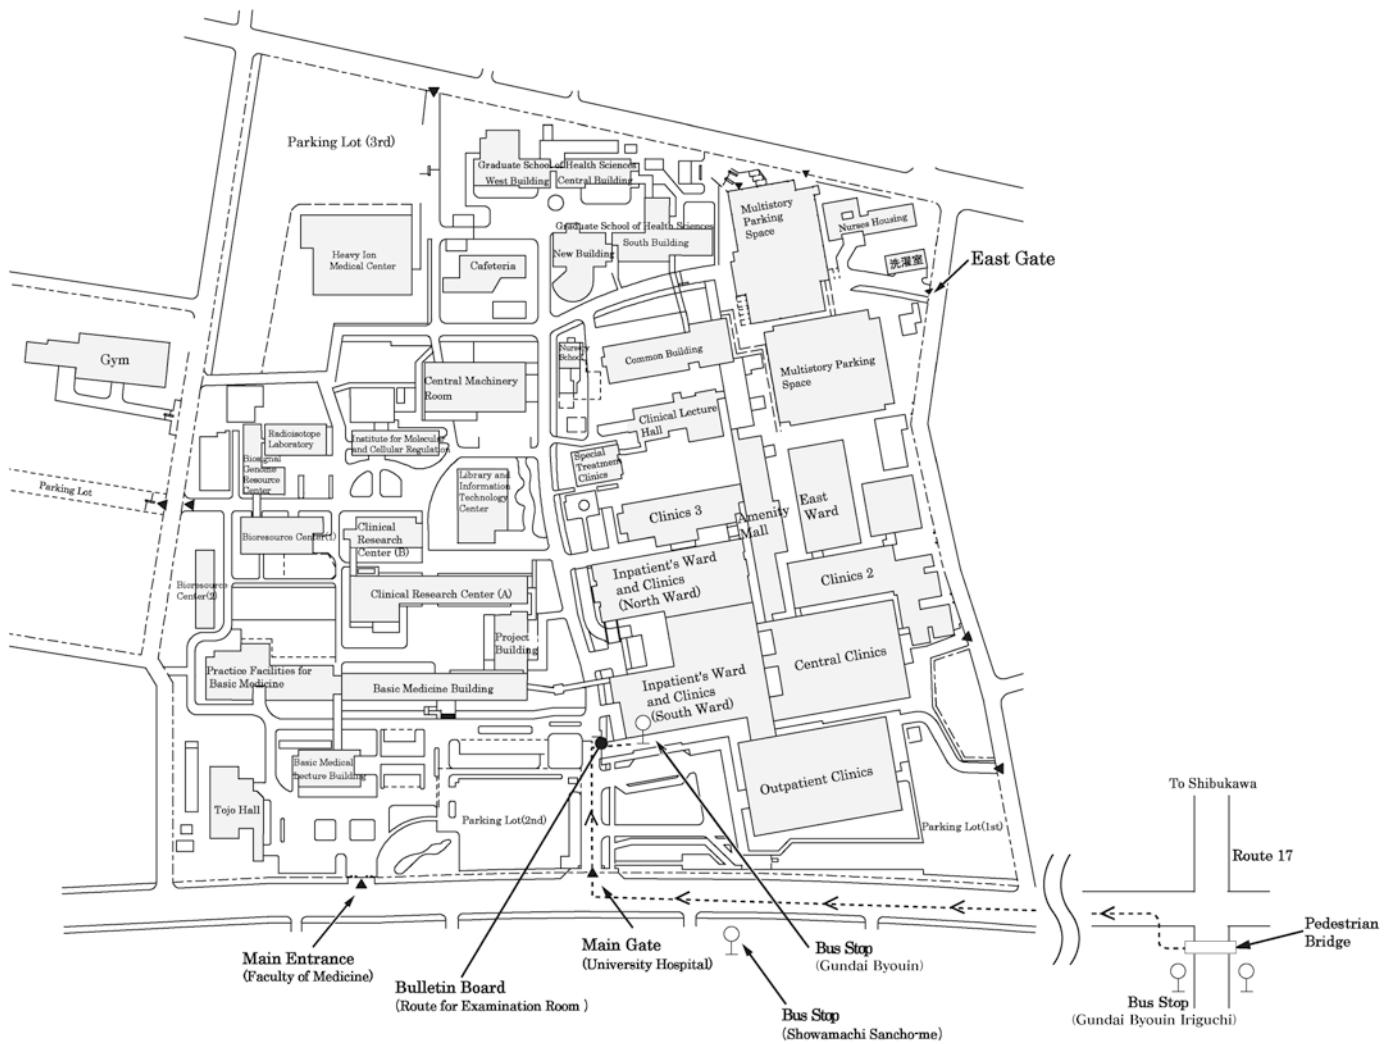 Parking Lot (3rd)
Graduate School of Health Sciences
West Building
Central Building
Multistory
Parking
Space
Nurses Housing
Graduate School of Health Sciences
South Building
New Building
洗濯室
East Gate
Heavy Ion
Medical Center
Cafeteria
Gym
Nursery
School
Common Building
Multistory Parking
Space
Central Machinery
Room
Clinical Lecture
Hall
Radioisotope
Laboratory
Institute for Molecular
and Cellular Regulation
Biosignal
Genome
Resource
Center
Special
Treatment
Clinics
Library and
Information
Technology
Center
Parking Lot
East
Ward
Clinics 3
Amenity
Mall
Bioresource Center(1)
Clinical
Research
Center (B)
Inpatient's Ward
and Clinics
(North Ward)
Clinics 2
Bioresource
Center(2)
Clinical Research Center (A)
Project
Building
Central Clinics
Practice Facilities for
Basic Medicine
Basic Medicine Building
Inpatient's Ward
and Clinics
(South Ward)
Basic Medical
Lecture Building
Outpatient Clinics
Tojo Hall
Parking Lot(2nd)
Parking Lot(1st)
To Shibukawa
Route 17
Pedestrian
Bridge
Main Entrance
(Faculty of Medicine)
Bulletin Board
(Route for Examination Room )
Main Gate
(University Hospital)
Bus Stop
(Gundai Byouin)
Bus Stop
(Showamachi Sancho-me)
Bus Stop
(Gundai Byouin Iriguchi)